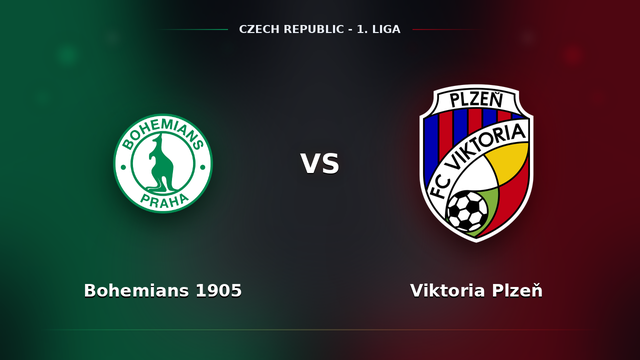 CZECH REPUBLIC - 1. LIGA
BOHEMIANS
PRAHA
VS
PLZEŇ
FC VIKTORIA
Bohemians 1905
Viktoria Plzeň